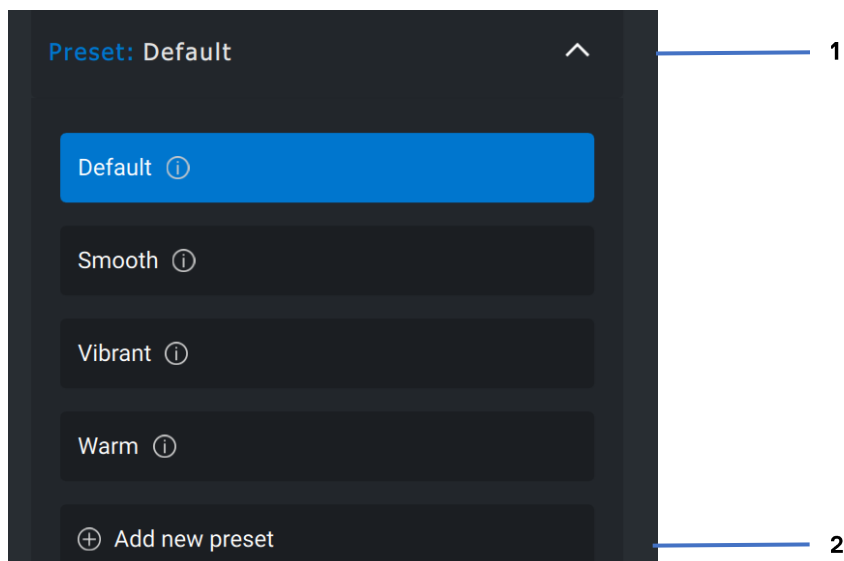 Preset: Default
1
Default
Smooth
Vibrant
Warm
Add new preset
2